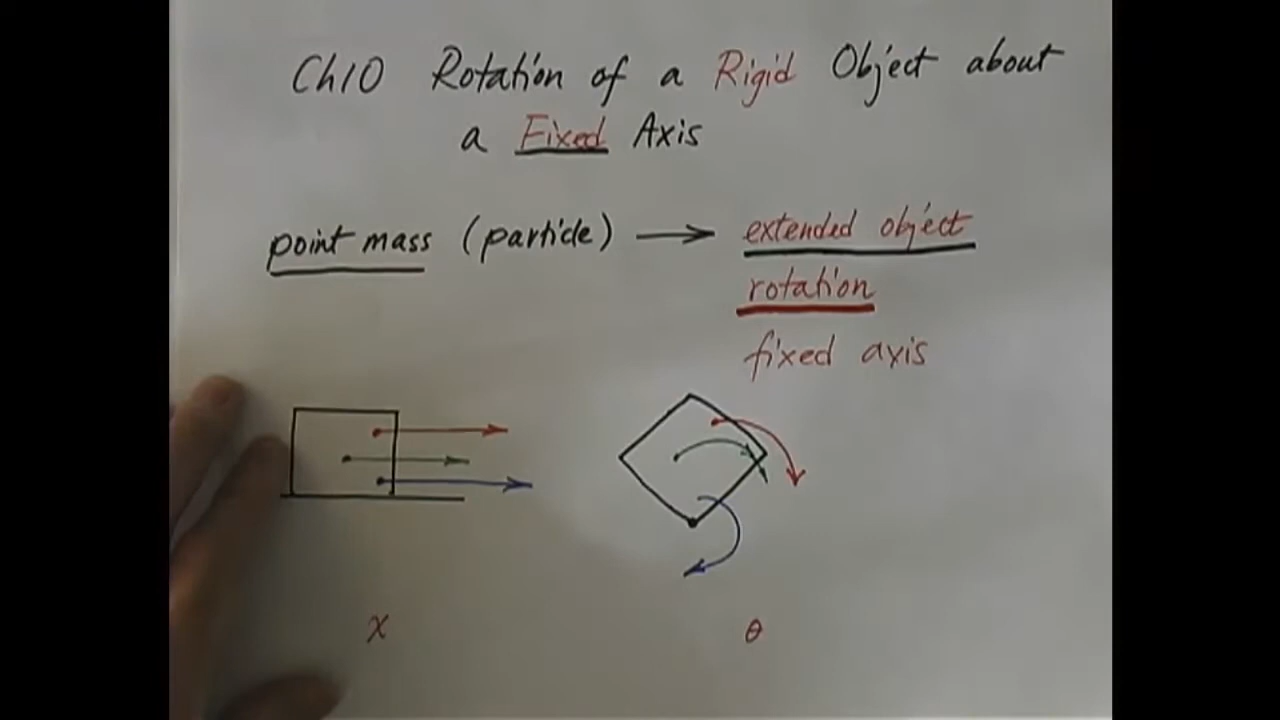 Ch10 Rotation of a Rigid Object about
a Fixed Axis
point mass (particle) → extended object
rotation
fixed axis
x θ